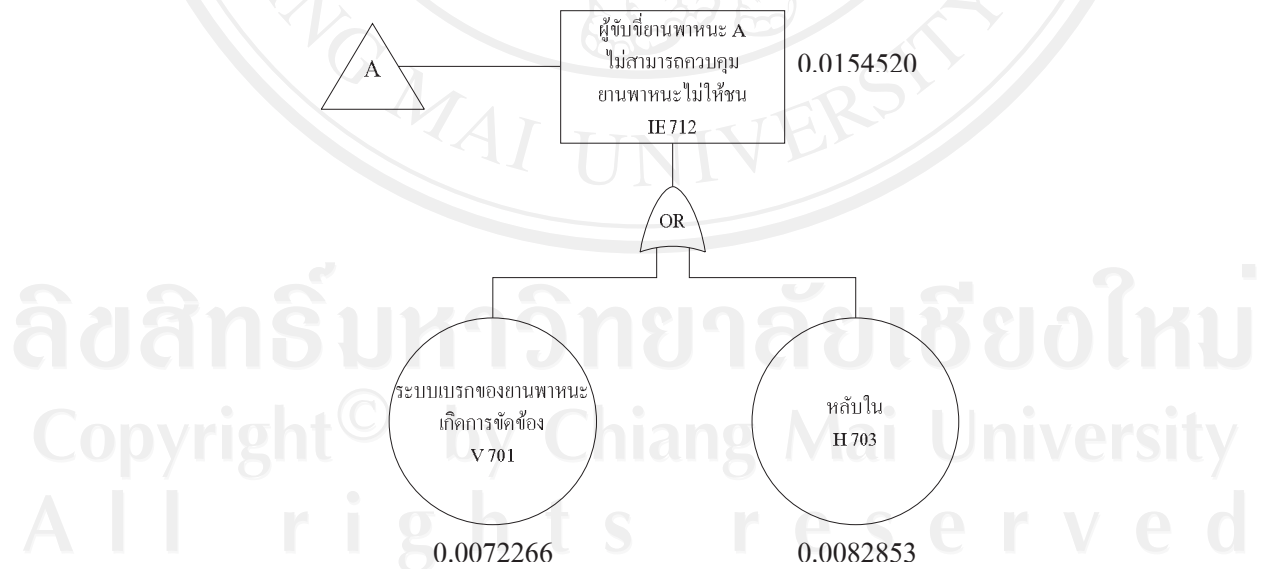 A
ผู้ขับขี่ยานพาหนะ A
ไม่สามารถควบคุม
ยานพาหนะไม่ให้ชน
IE 712
0.0154520
OR
ระบบเบรกของยานพาหนะ
เกิดการขัดข้อง
V 701
หลับใน
H 703
0.0072266
0.0082853
MAI UNIVERSITY
ลิขสิทธิ์มหาวิทยาลัยเชียงใหม่
Copyright © by Chiang Mai University
All rights reserved